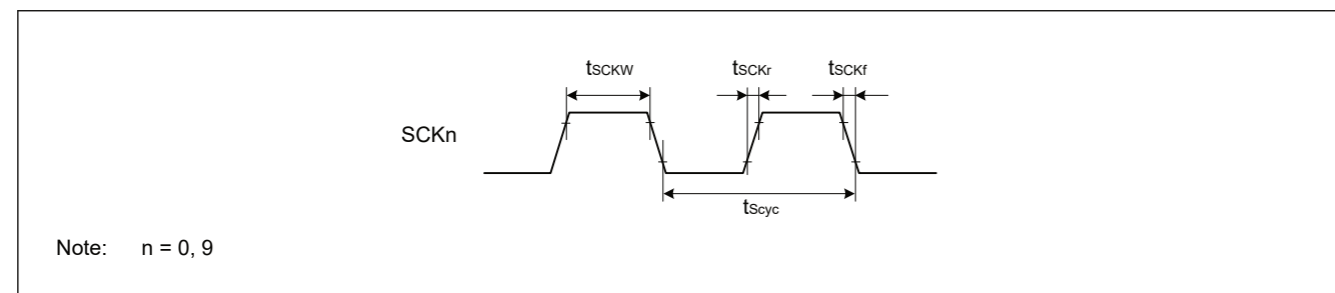 tSCKW tSCKr tSCKf
SCKn
tScyc
Note: n = 0, 9